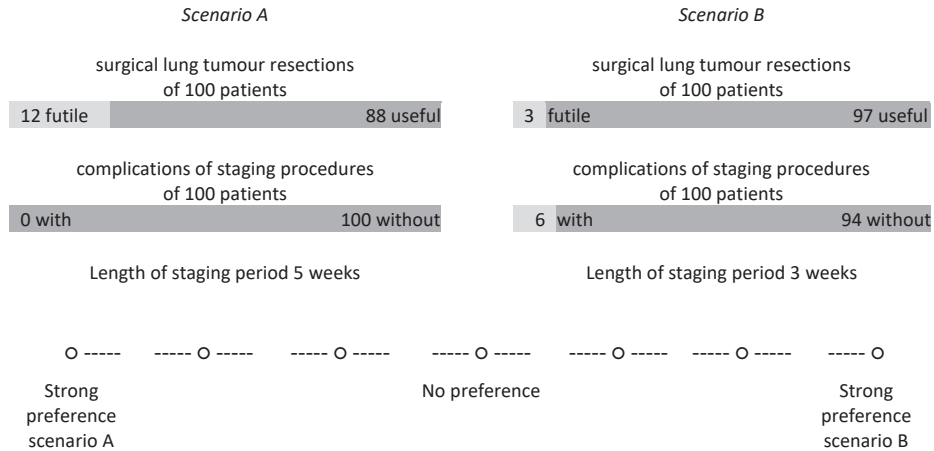 Scenario A
surgical lung tumour resections
of 100 patients
12 futile 88 useful
complications of staging procedures
of 100 patients
0 with 100 without
Length of staging period 5 weeks
Scenario B
surgical lung tumour resections
of 100 patients
3 futile 97 useful
complications of staging procedures
of 100 patients
6 with 94 without
Length of staging period 3 weeks
O ----- ----- O ----- ----- O ----- ----- O ----- ----- O ----- ----- O ----- ----- O
Strong
preference
scenario A
No preference
Strong
preference
scenario B